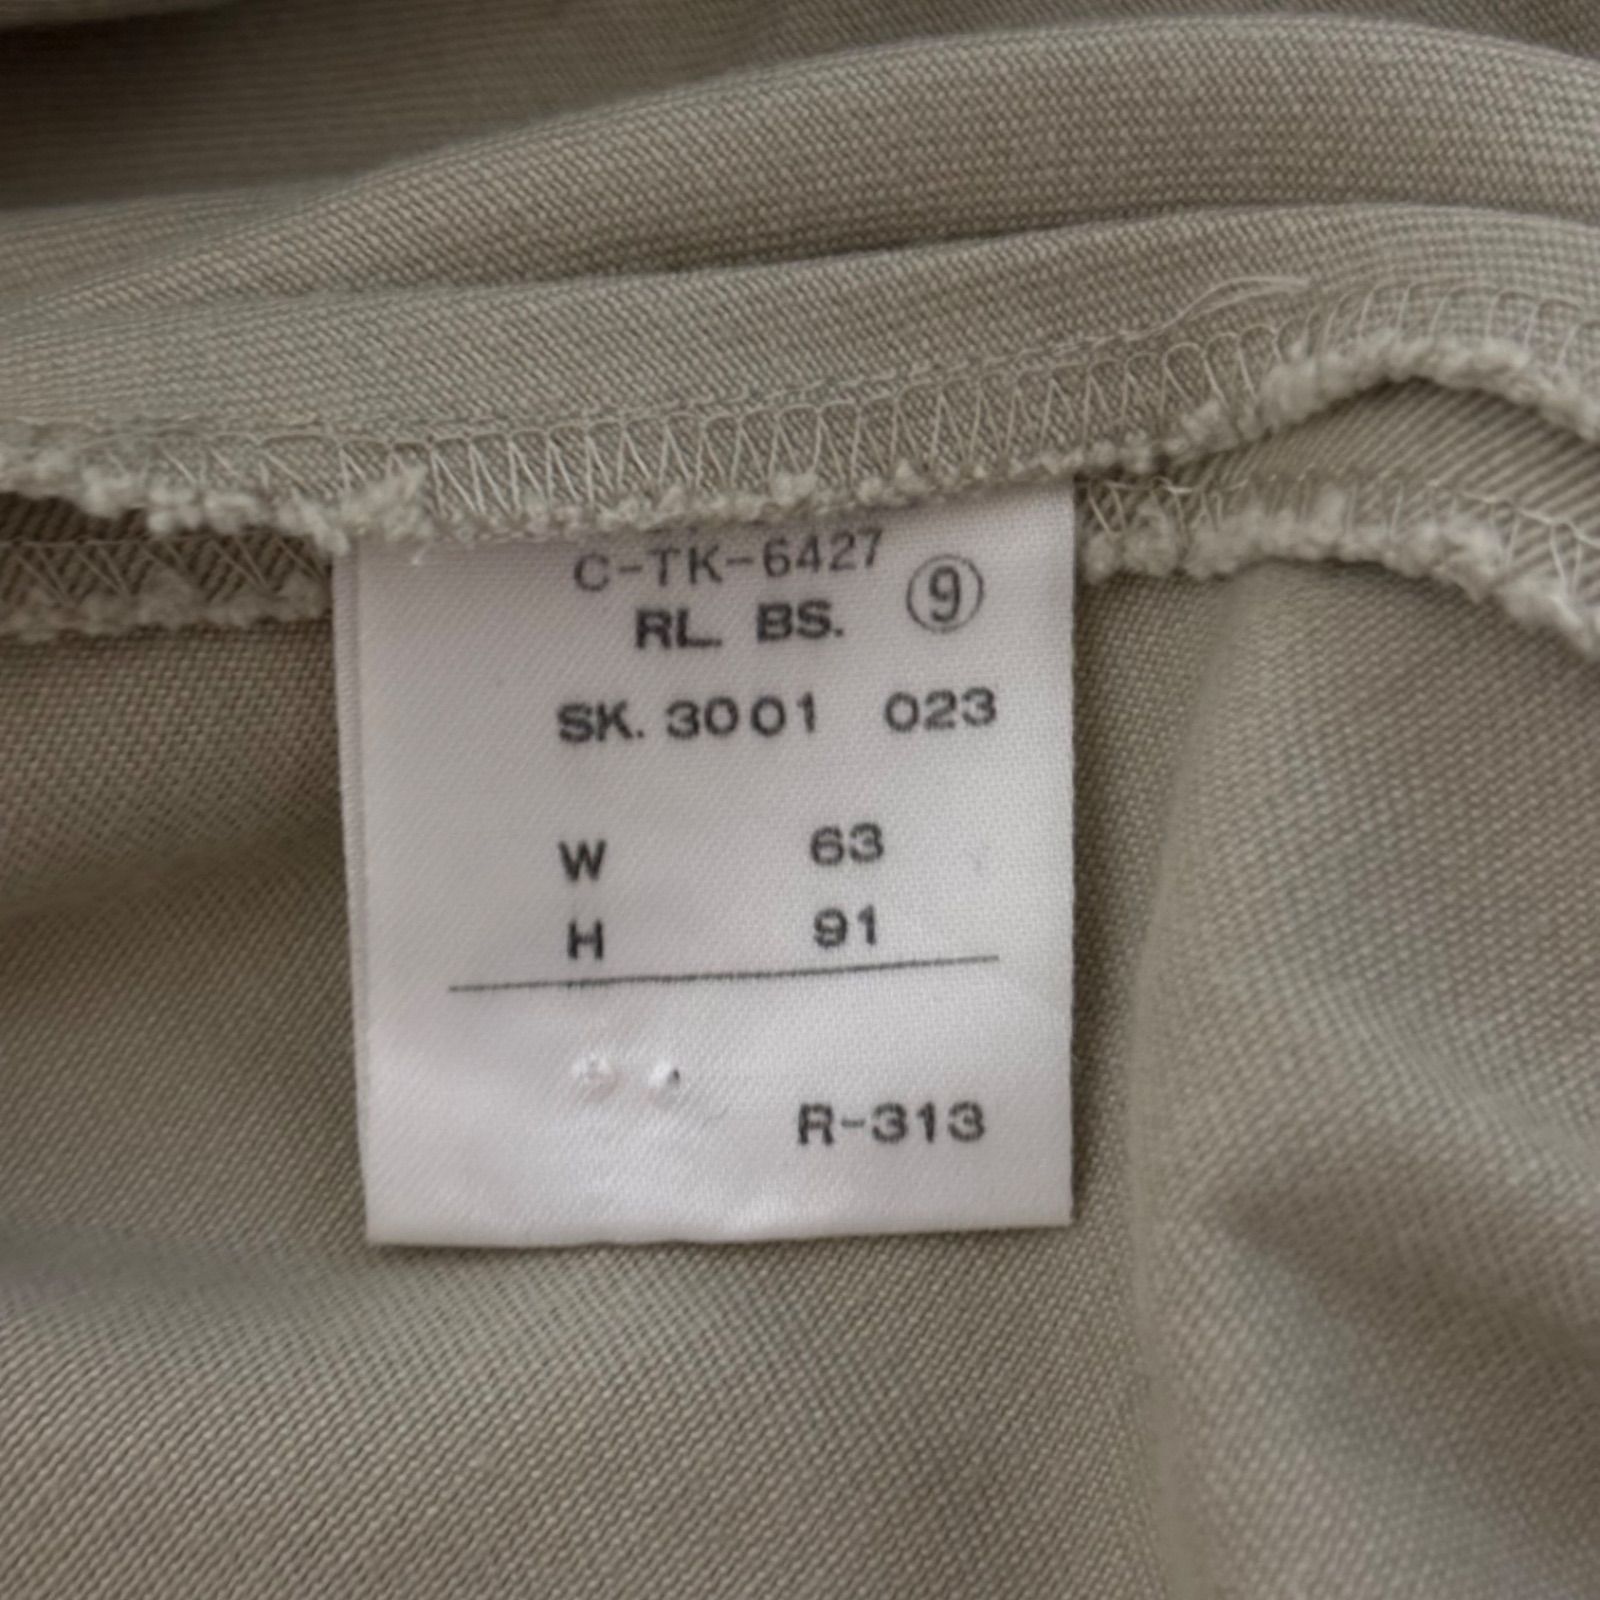 C-TK-6427
RL. BS. ⑨
SK. 3001 023
W 63
H 91
R-313